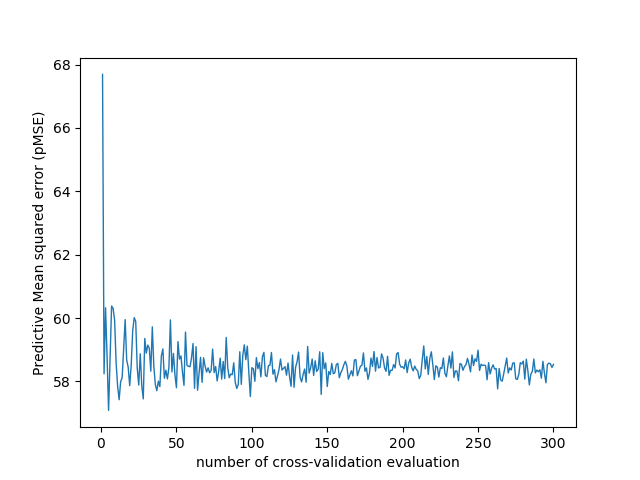 68
66
64
62
60
58
Predictive Mean squared error (pMSE)
0 50 100 150 200 250 300
number of cross-validation evaluation